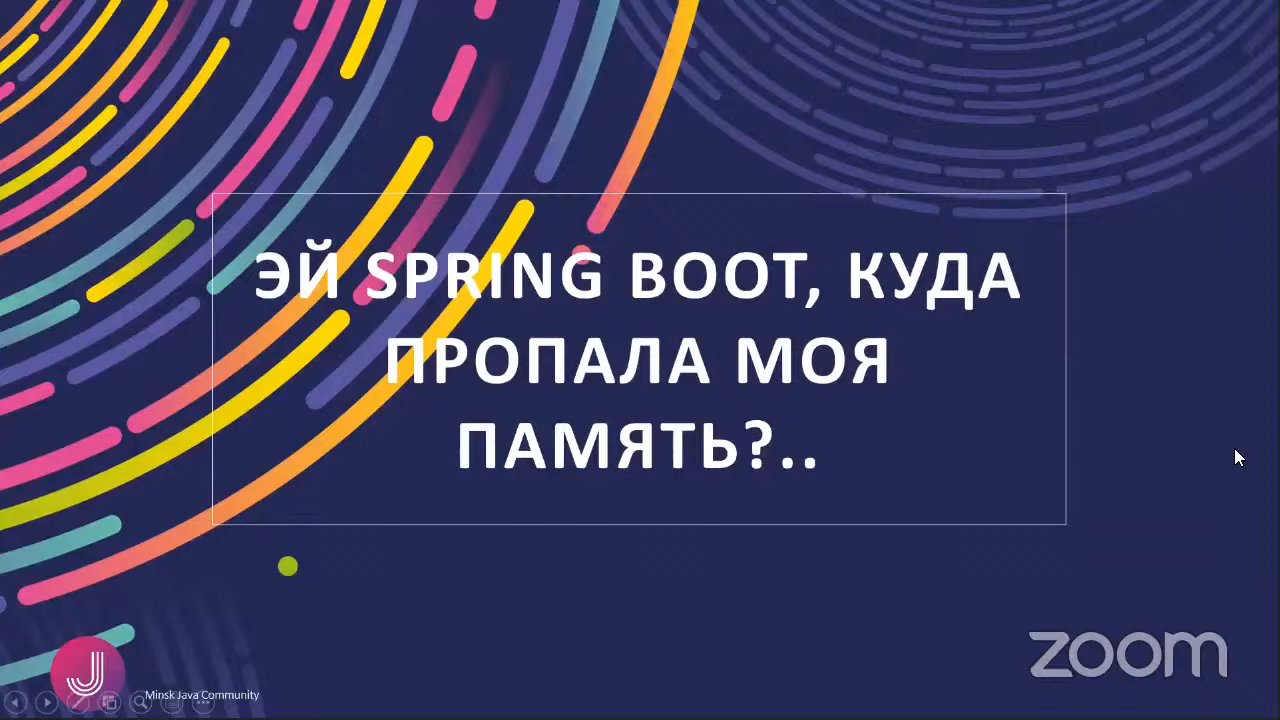 ЭЙ SPRING BOOT, КУДА
ПРОПАЛА МОЯ
ПАМЯТЬ?..
Minsk Java Community
zoom